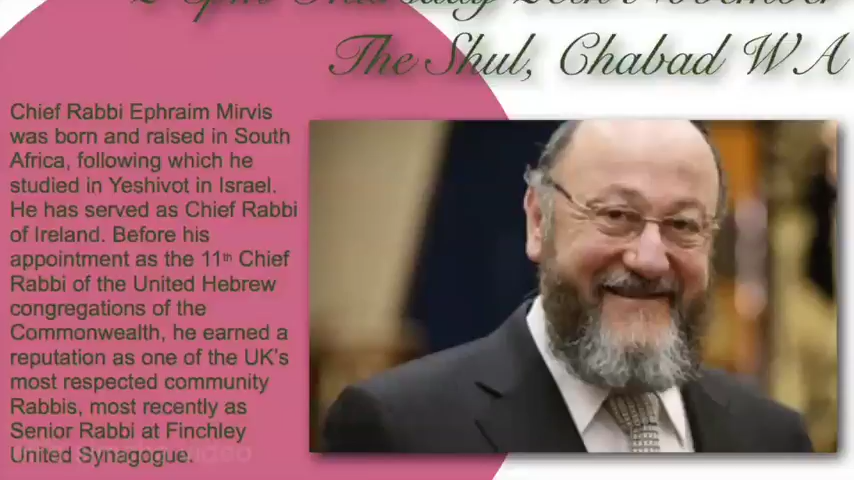 The Shul, Chabad WA
Chief Rabbi Ephraim Mirvis
was born and raised in South
Africa, following which he
studied in Yeshivot in Israel.
He has served as Chief Rabbi
of Ireland. Before his
appointment as the 11th Chief
Rabbi of the United Hebrew
congregations of the
Commonwealth, he earned a
reputation as one of the UK's
most respected community
Rabbis, most recently as
Senior Rabbi at Finchley
United Synagogue.